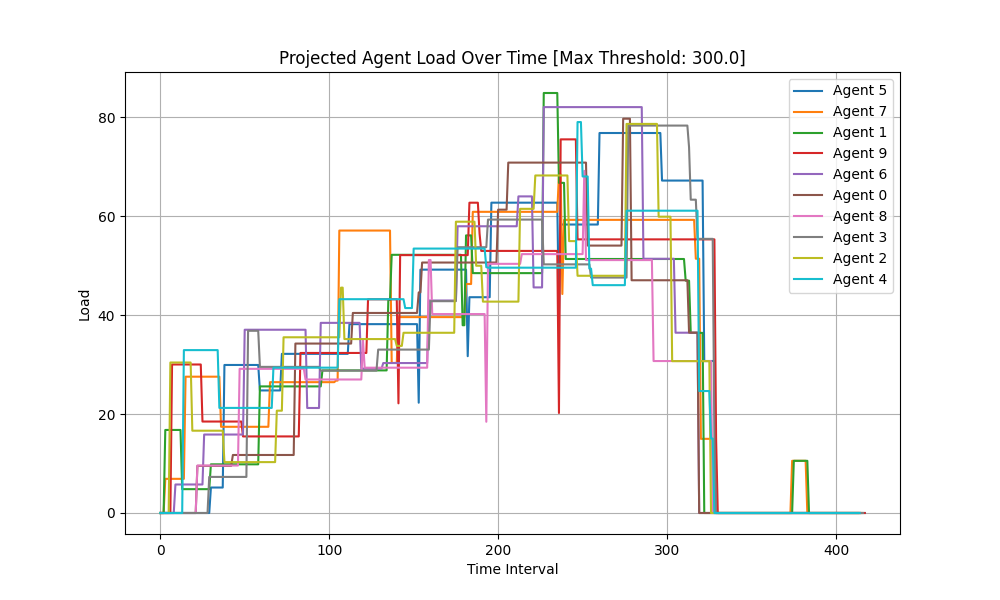 Projected Agent Load Over Time [Max Threshold: 300.0]
Load
80
60
40
20
0
0 100 200 300 400
Time Interval
Agent 5
Agent 7
Agent 1
Agent 9
Agent 6
Agent 0
Agent 8
Agent 3
Agent 2
Agent 4